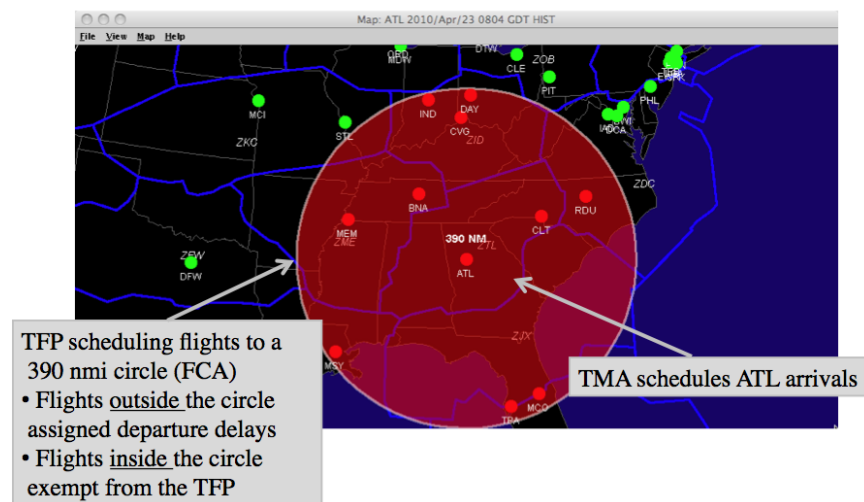 Map: ATL 2010/Apr/23 0804 GDT HIST
File View Map Help
MDW
DTW
ZOB
CLE
PIT
PHL
MCI
STL
IND
DAY
CVG
ZID
IAD
DCA
ZKC
ZDC
BNA
RDU
MEM
ZME
390 NM
ZTL
CLT
ATL
ZFW
DFW
ZJX
MSY
TPA
MCO
TFP scheduling flights to a
390 nmi circle (FCA)
• Flights outside the circle
assigned departure delays
• Flights inside the circle
exempt from the TFP
TMA schedules ATL arrivals